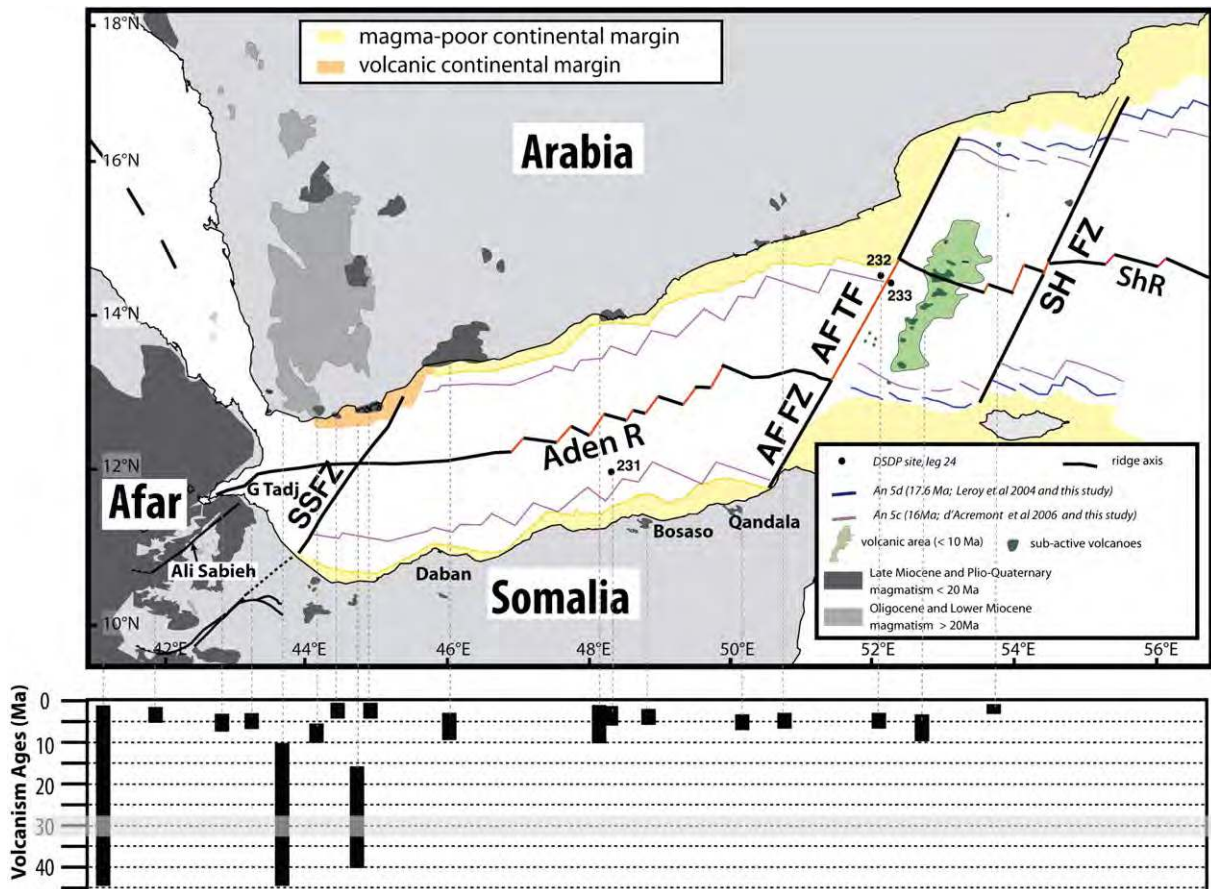 18°N
16°N
14°N
12°N
10°N
magma-poor continental margin
volcanic continental margin
Arabia
232
233
AF TF
AF FZ
SH FZ
ShR
Aden R
231
SSFZ
G Tadj
Afar
Ali Sabieh
Daban
Bosaso
Qandala
Somalia
DSDP site, leg 24
ridge axis
An 5d (17.6 Ma; Leroy et al 2004 and this study)
An 5c (16Ma; d'Acremont et al 2006 and this study)
volcanic area (< 10 Ma)
sub-active volcanoes
Late Miocene and Plio-Quaternary
magmatism < 20 Ma
Oligocene and Lower Miocene
magmatism > 20Ma
42°E
44°E
46°E
48°E
50°E
52°E
54°E
56°E
Volcanism Ages (Ma)
0
10
20
30
40